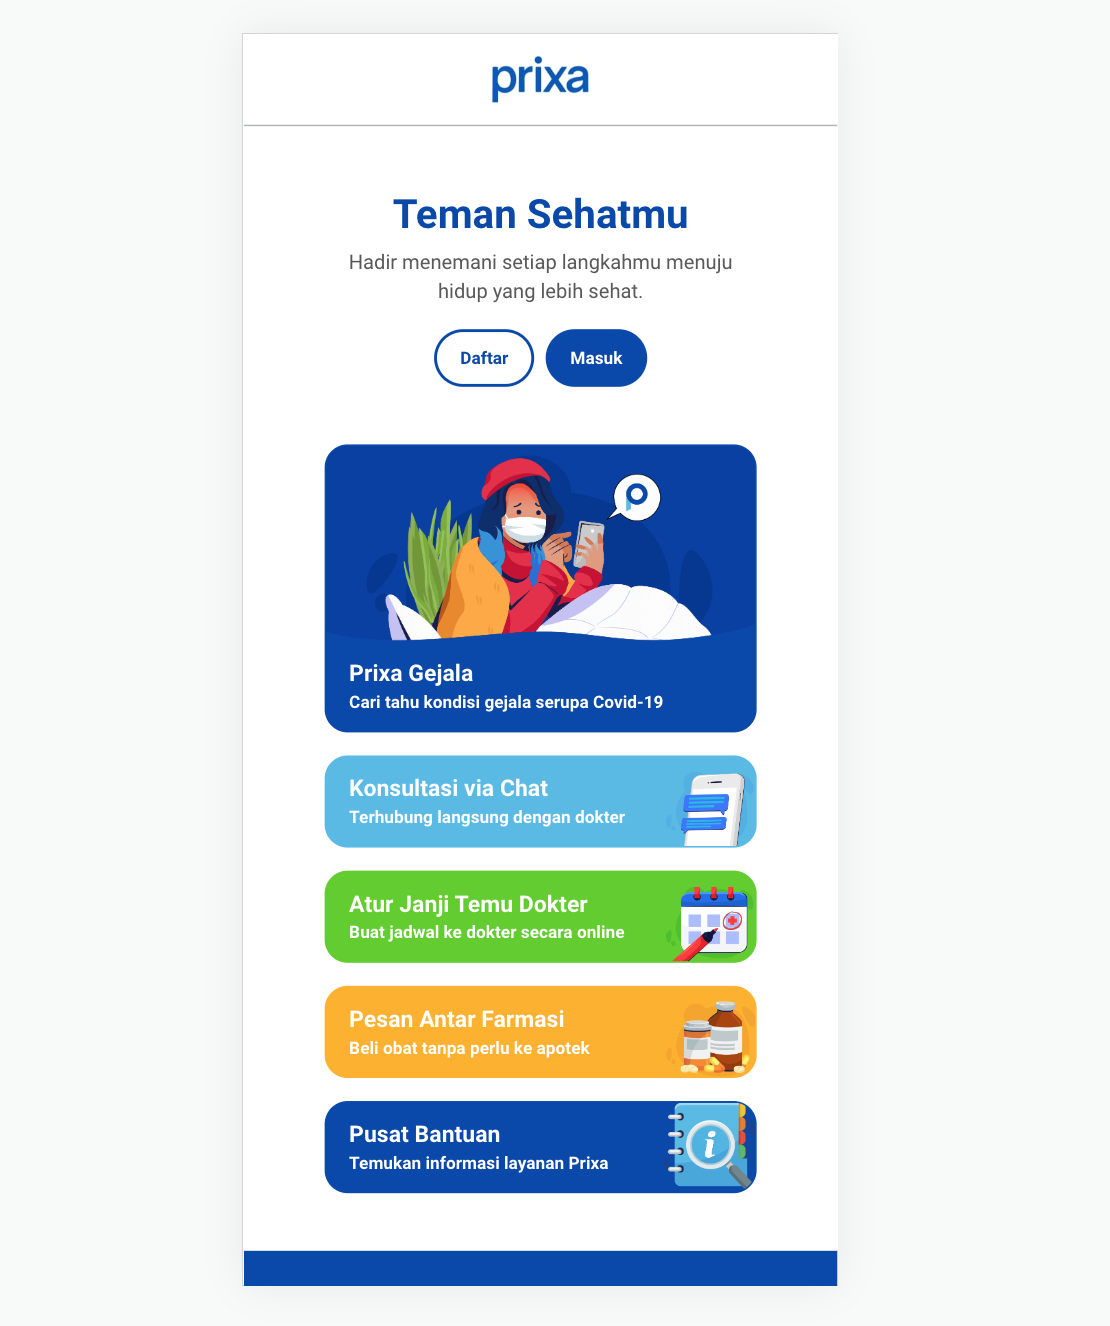 prixa
Teman Sehatmu
Hadir menemani setiap langkahmu menuju
hidup yang lebih sehat.
Daftar
Masuk
Prixa Gejala
Cari tahu kondisi gejala serupa Covid-19
Konsultasi via Chat
Terhubung langsung dengan dokter
Atur Janji Temu Dokter
Buat jadwal ke dokter secara online
Pesan Antar Farmasi
Beli obat tanpa perlu ke apotek
Pusat Bantuan
Temukan informasi layanan Prixa